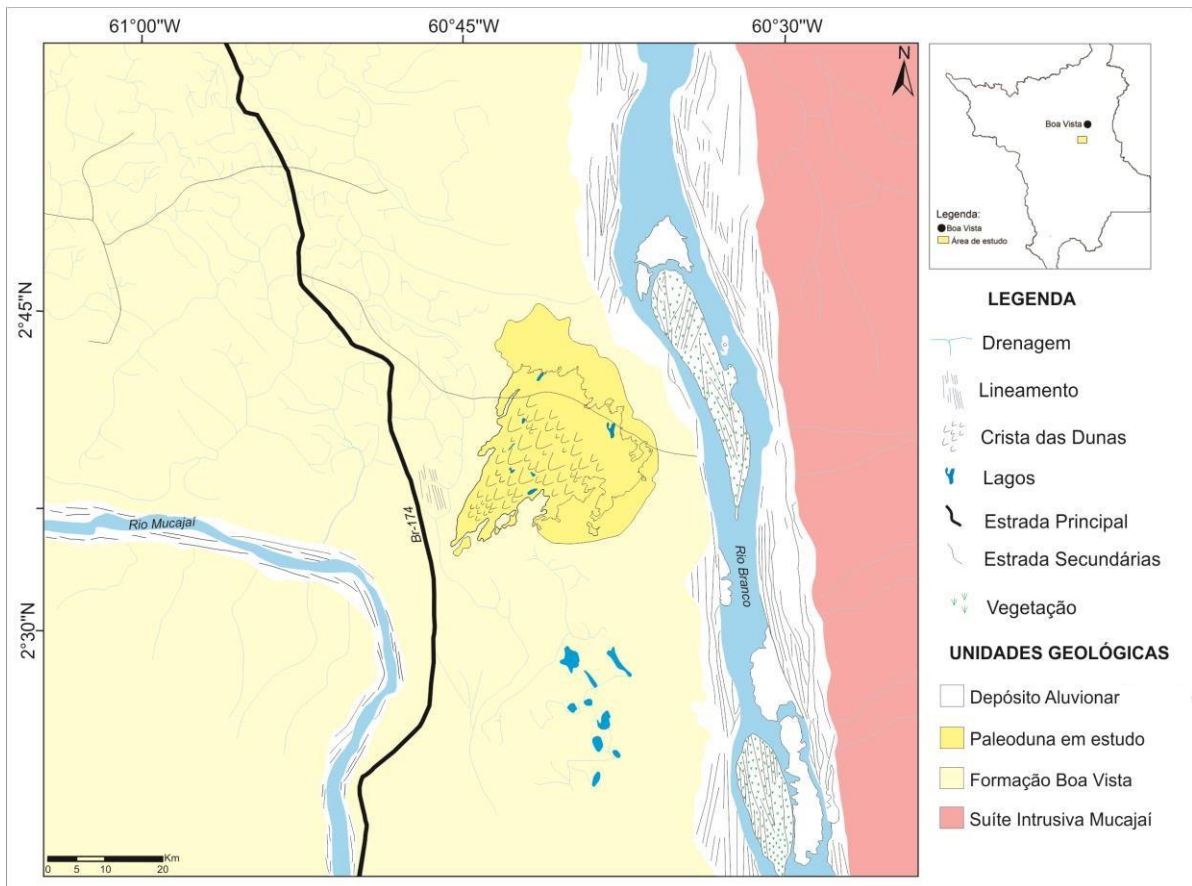 61°00"W
60°45"W
60°30"W
N
2°45"N
2°30"N
Rio Mucajaí
Br-174
Rio Branco
Km
0 5 10 20
Boa Vista
Legenda:
Boa Vista
Área de estudo
LEGENDA
Drenagem
Lineamento
Crista das Dunas
Lagos
Estrada Principal
Estrada Secundárias
Vegetação
UNIDADES GEOLÓGICAS
Depósito Aluvionar
Paleoduna em estudo
Formação Boa Vista
Suíte Intrusiva Mucajaí